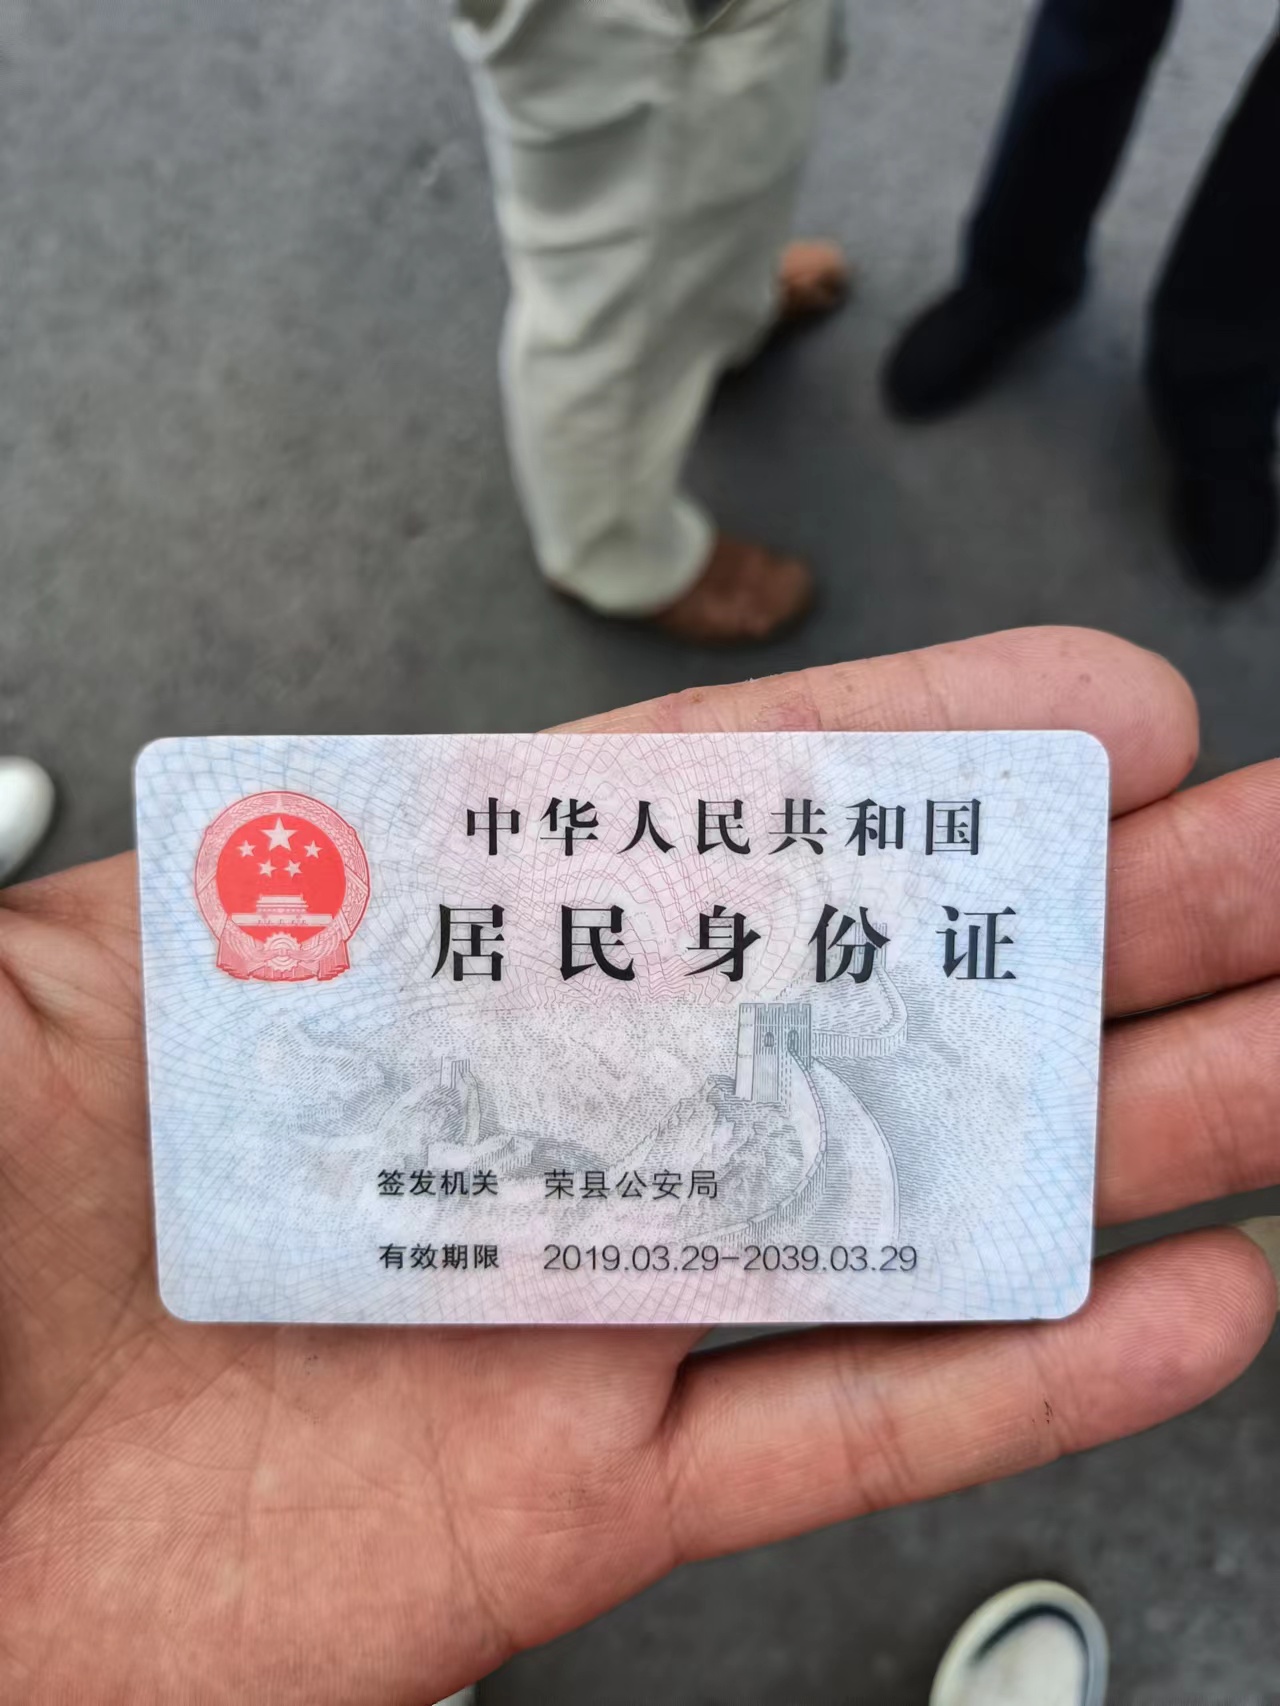 中华人民共和国
居民身份证
签发机关 荣县公安局
有效期限 2019.03.29-2039.03.29